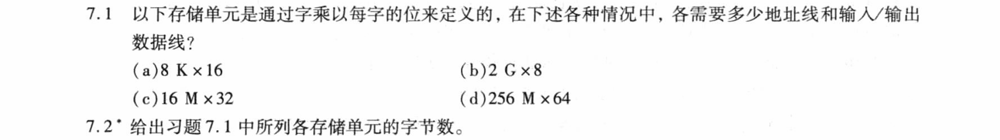 7.1 以下存储单元是通过字乘以每字的位来定义的，在下述各种情况中，各需要多少地址线和输入/输出
数据线？
(a)8 K×16 (b)2 G×8
(c)16 M×32 (d)256 M×64
7.2* 给出习题7.1中所列各存储单元的字节数。